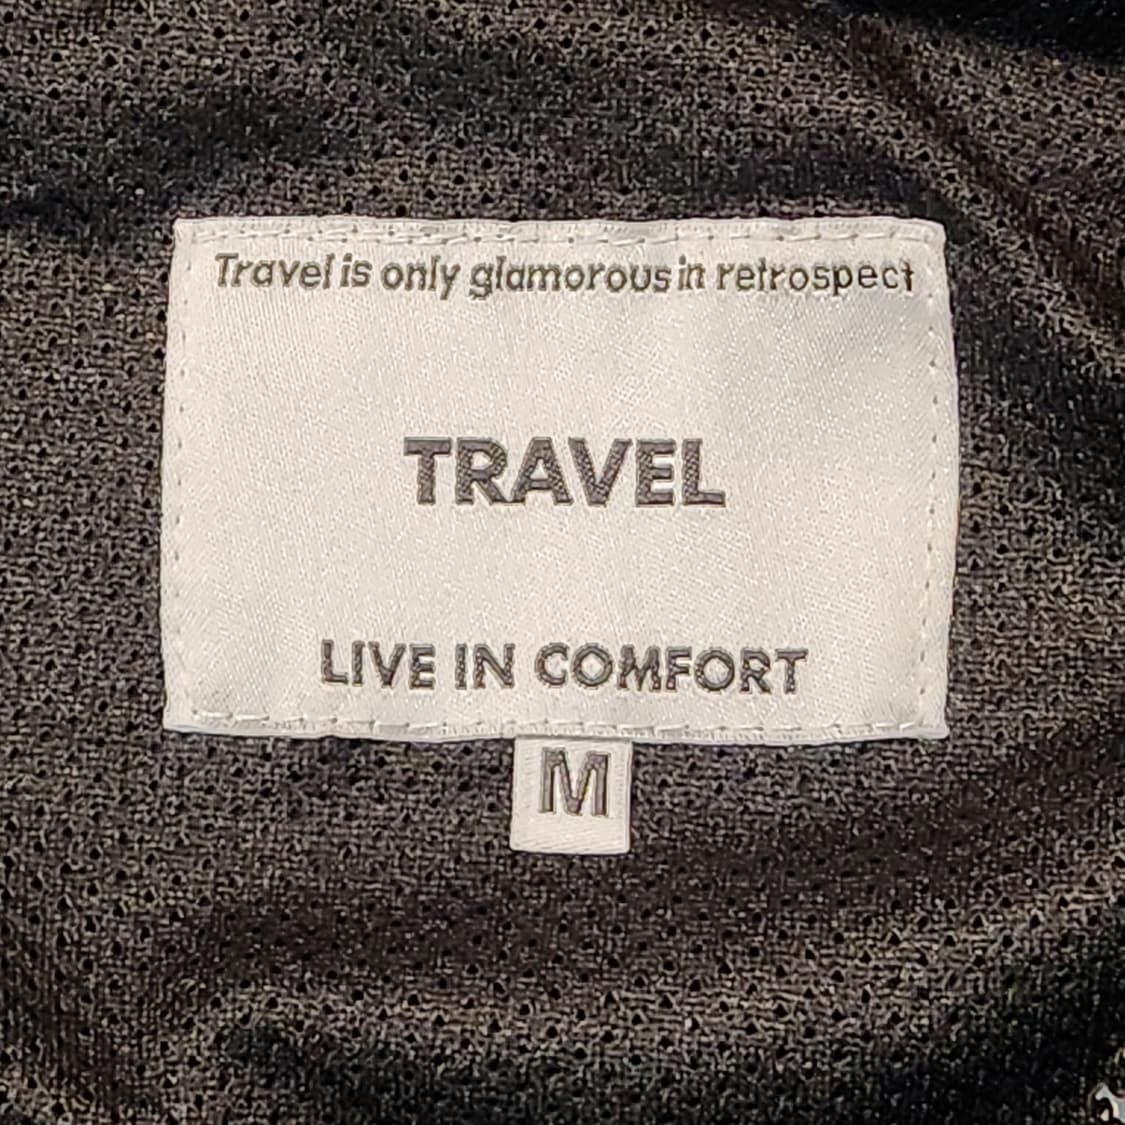 Travel is only glamorous in retrospect
TRAVEL
LIVE IN COMFORT
M